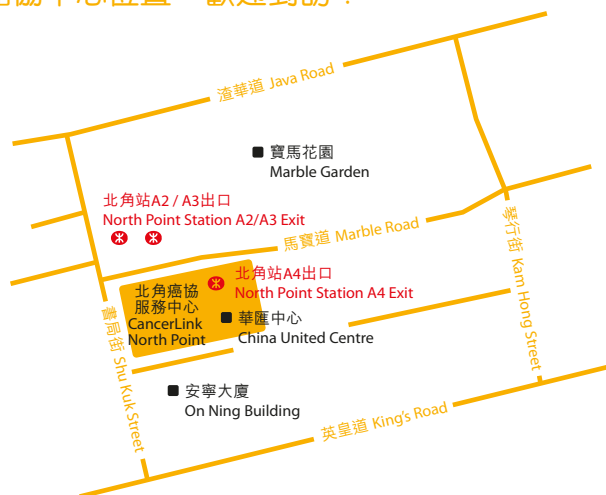 中心位置
渣華道 Java Road
寶馬花園
Marble Garden
北角站A2 / A3出口
North Point Station A2/A3 Exit
馬寶道 Marble Road
琴行街 Kam Hong Street
北角站A4出口
North Point Station A4 Exit
北角癌協
服務中心
CancerLink
North Point
華匯中心
China United Centre
書局街 Shu Kuk Street
安寧大廈
On Ning Building
英皇道 King's Road